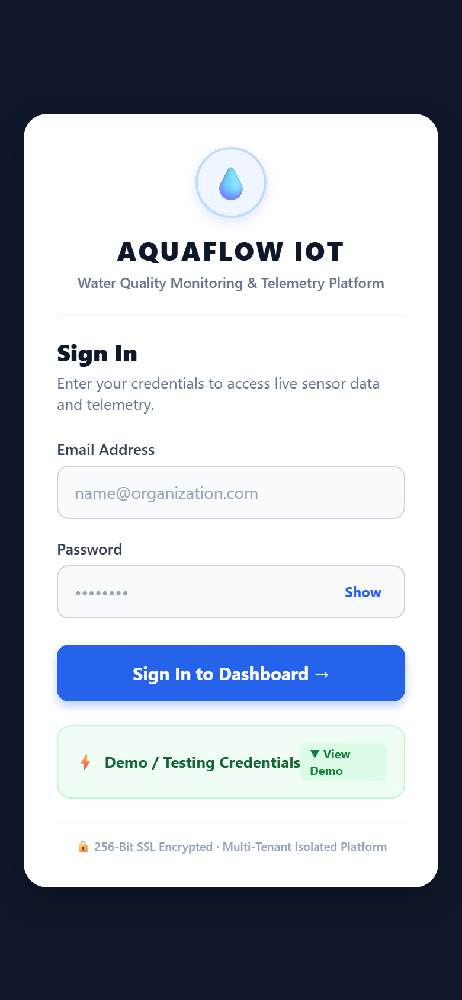 AQUAFLOW IOT
Water Quality Monitoring & Telemetry Platform
Sign In
Enter your credentials to access live sensor data
and telemetry.
Email Address
name@organization.com
Password
••••••••
Show
Sign In to Dashboard →
Demo / Testing Credentials
▼ View
Demo
256-Bit SSL Encrypted · Multi-Tenant Isolated Platform